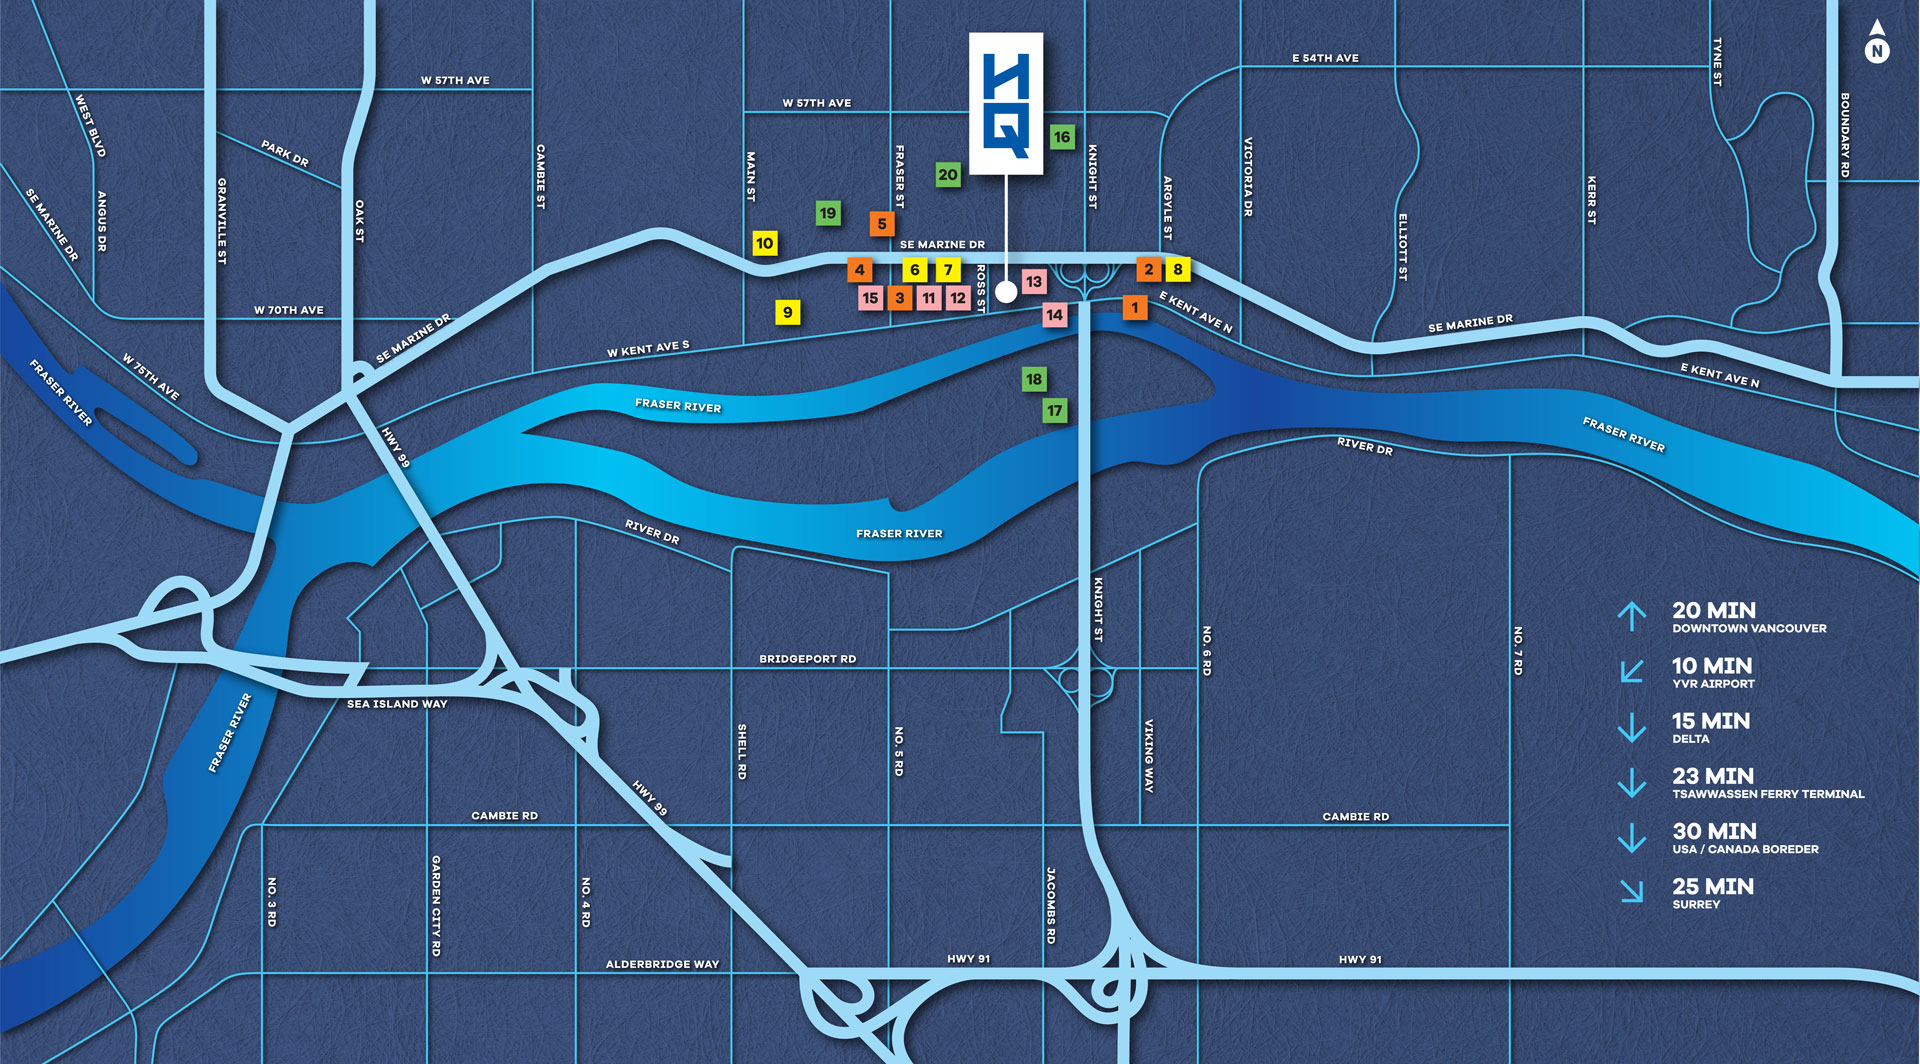 W 57TH AVE
W 57TH AVE
E 54TH AVE
TYNE ST
N
WEST BLVD
PARK DR
SE MARINE DR
ANGUS DR
GRANVILLE ST
OAK ST
CAMBIE ST
MAIN ST
FRASER ST
HQ
KNIGHT ST
ARGYLE ST
VICTORIA DR
ELLIOTT ST
KERR ST
BOUNDARY RD
16
20
19
5
10
SE MARINE DR
4
6
7
ROSS ST
13
2
8
15
3
11
12
9
14
1
E KENT AVE N
W 70TH AVE
SE MARINE DR
W KENT AVE S
SE MARINE DR
E KENT AVE N
W 75TH AVE
FRASER RIVER
FRASER RIVER
18
17
HWY 99
FRASER RIVER
RIVER DR
RIVER DR
FRASER RIVER
KNIGHT ST
NO. 6 RD
NO. 7 RD
BRIDGEPORT RD
SEA ISLAND WAY
FRASER RIVER
SHELL RD
NO. 5 RD
VIKING WAY
HWY 99
CAMBIE RD
CAMBIE RD
NO. 3 RD
GARDEN CITY RD
NO. 4 RD
JACOMBS RD
ALDERBRIDGE WAY
HWY 91
HWY 91
20 MIN
DOWNTOWN VANCOUVER
10 MIN
YVR AIRPORT
15 MIN
DELTA
23 MIN
TSAWWASSEN FERRY TERMINAL
30 MIN
USA / CANADA BOREDER
25 MIN
SURREY